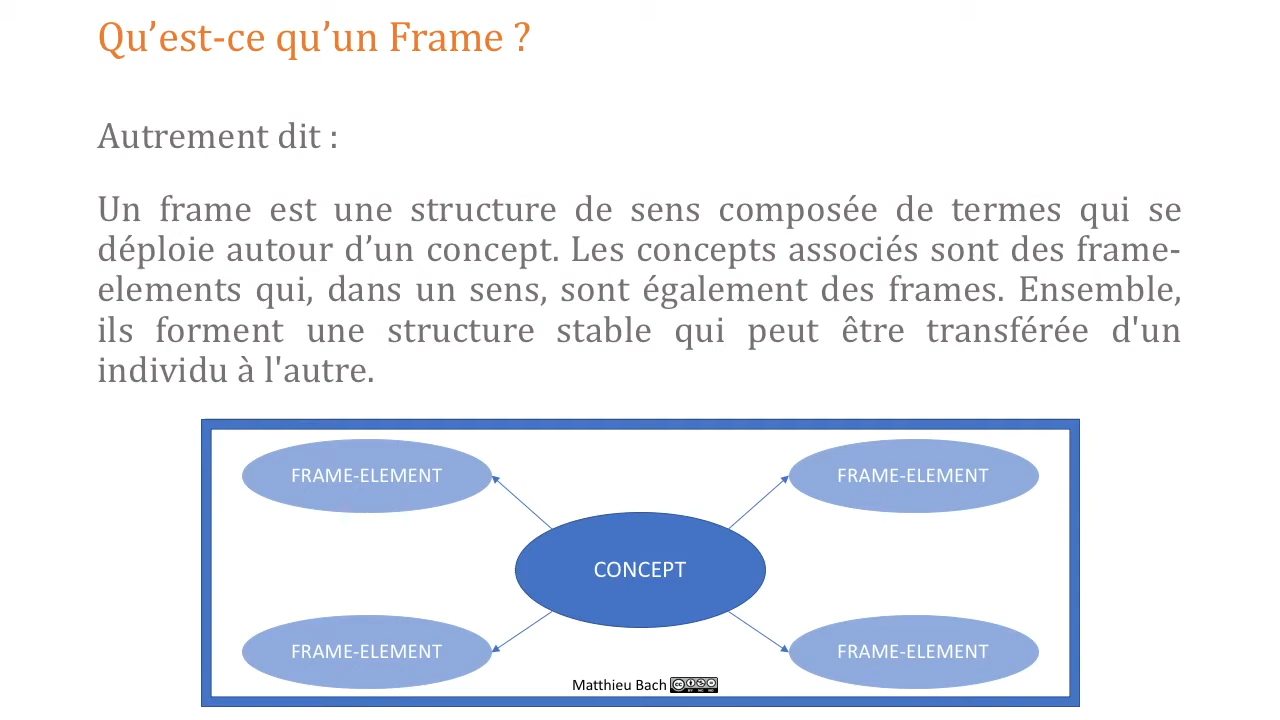 Qu’est-ce qu’un Frame ?
Autrement dit :
Un frame est une structure de sens composée de termes qui se
déploie autour d’un concept. Les concepts associés sont des frame-
elements qui, dans un sens, sont également des frames. Ensemble,
ils forment une structure stable qui peut être transférée d'un
individu à l'autre.
FRAME-ELEMENT
FRAME-ELEMENT
CONCEPT
FRAME-ELEMENT
FRAME-ELEMENT
Matthieu Bach